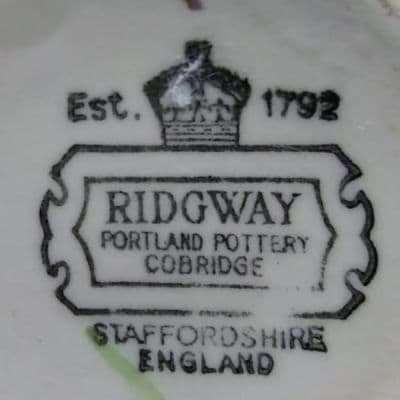 Est. 1792
RIDGWAY
PORTLAND POTTERY
COBRIDGE
STAFFORDSHIRE
ENGLAND